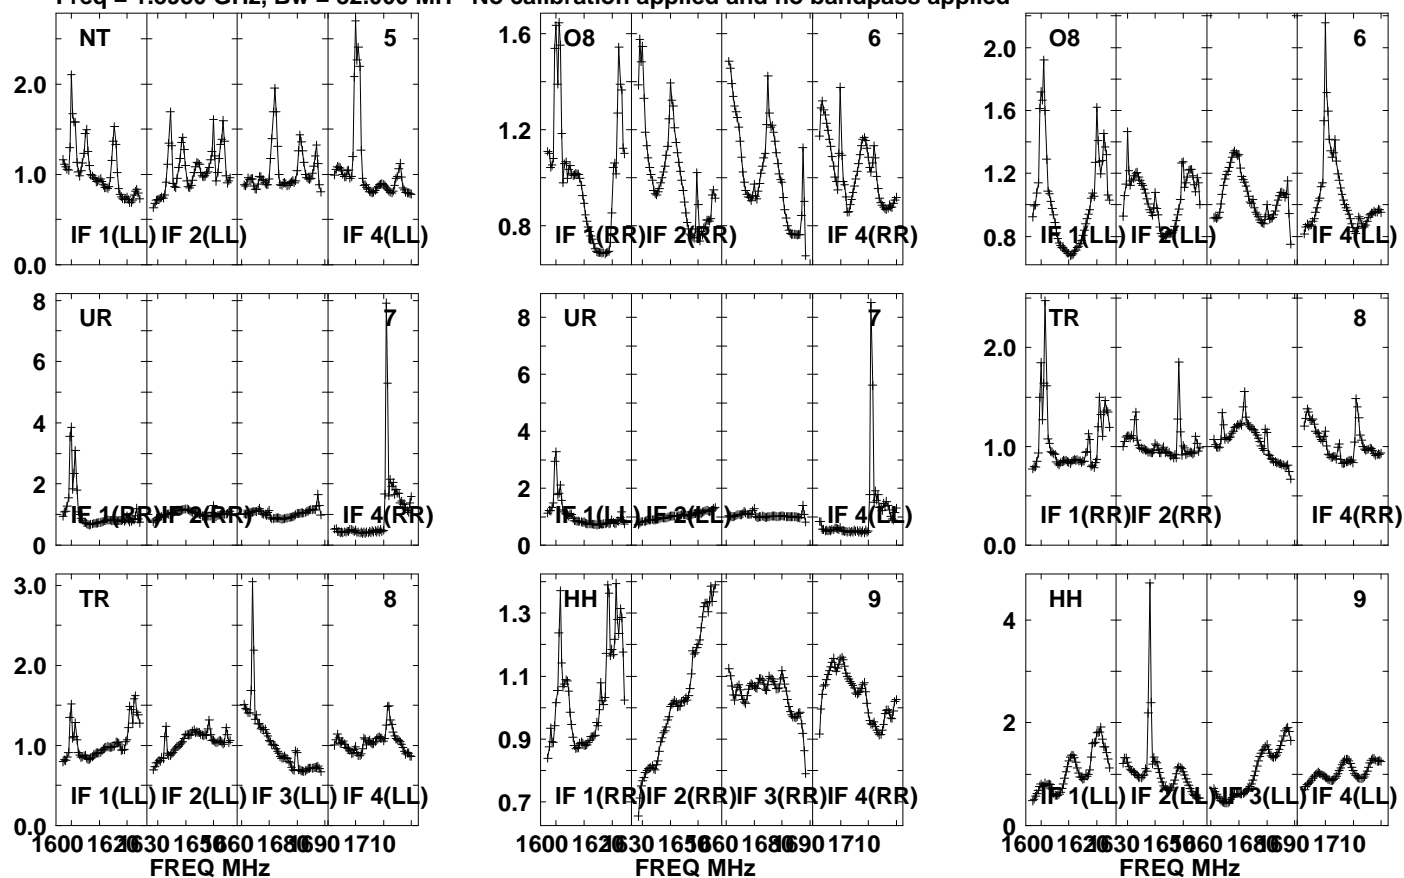 No calibration applied and no bandpass applied
NT 5 O8 6 O8 6
2.0 1.6 2.0
1.0 1.2 1.6
0.0 0.8 1.2
0.8
IF 1(LL) IF 2(LL) IF 4(LL) IF 1(RR) IF 2(RR) IF 4(RR) IF 1(LL) IF 2(LL) IF 4(LL)
UR 7 UR 7 TR 8
8 8 2.0
6 6
4 4 1.0
2 2
0 0 0.0
IF 1(RR) IF 2(RR) IF 4(RR) IF 1(LL) IF 2(LL) IF 4(LL) IF 1(RR) IF 2(RR) IF 4(RR)
TR 8 HH 9 HH 9
3.0 1.3 4
2.0 1.1
1.0 0.9 2
0.0 0.7 0
IF 1(LL) IF 2(LL) IF 3(LL) IF 4(LL) IF 1(RR) IF 2(RR) IF 3(RR) IF 4(RR) IF 1(LL) IF 2(LL) IF 3(LL) IF 4(LL)
1600 1620 1630 1650 1660 1680 1690 1710 1600 1620 1630 1650 1660 1680 1690 1710 1600 1620 1630 1650 1660 1680 1690 1710
FREQ MHz FREQ MHz FREQ MHz